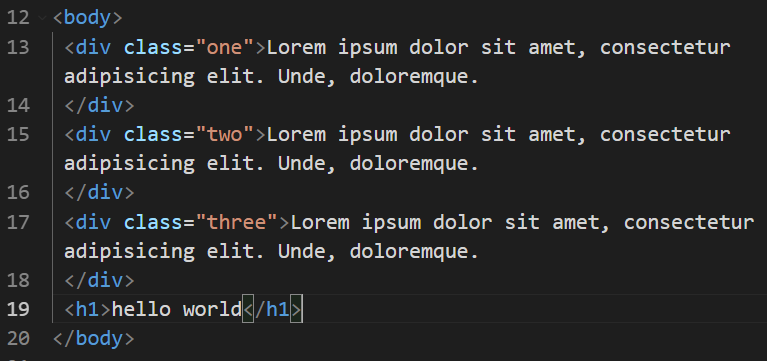 12 <body>
13 <div class="one">Lorem ipsum dolor sit amet, consectetur
adipisicing elit. Unde, doloremque.
14 </div>
15 <div class="two">Lorem ipsum dolor sit amet, consectetur
adipisicing elit. Unde, doloremque.
16 </div>
17 <div class="three">Lorem ipsum dolor sit amet, consectetur
adipisicing elit. Unde, doloremque.
18 </div>
19 <h1>hello world</h1>
20 </body>